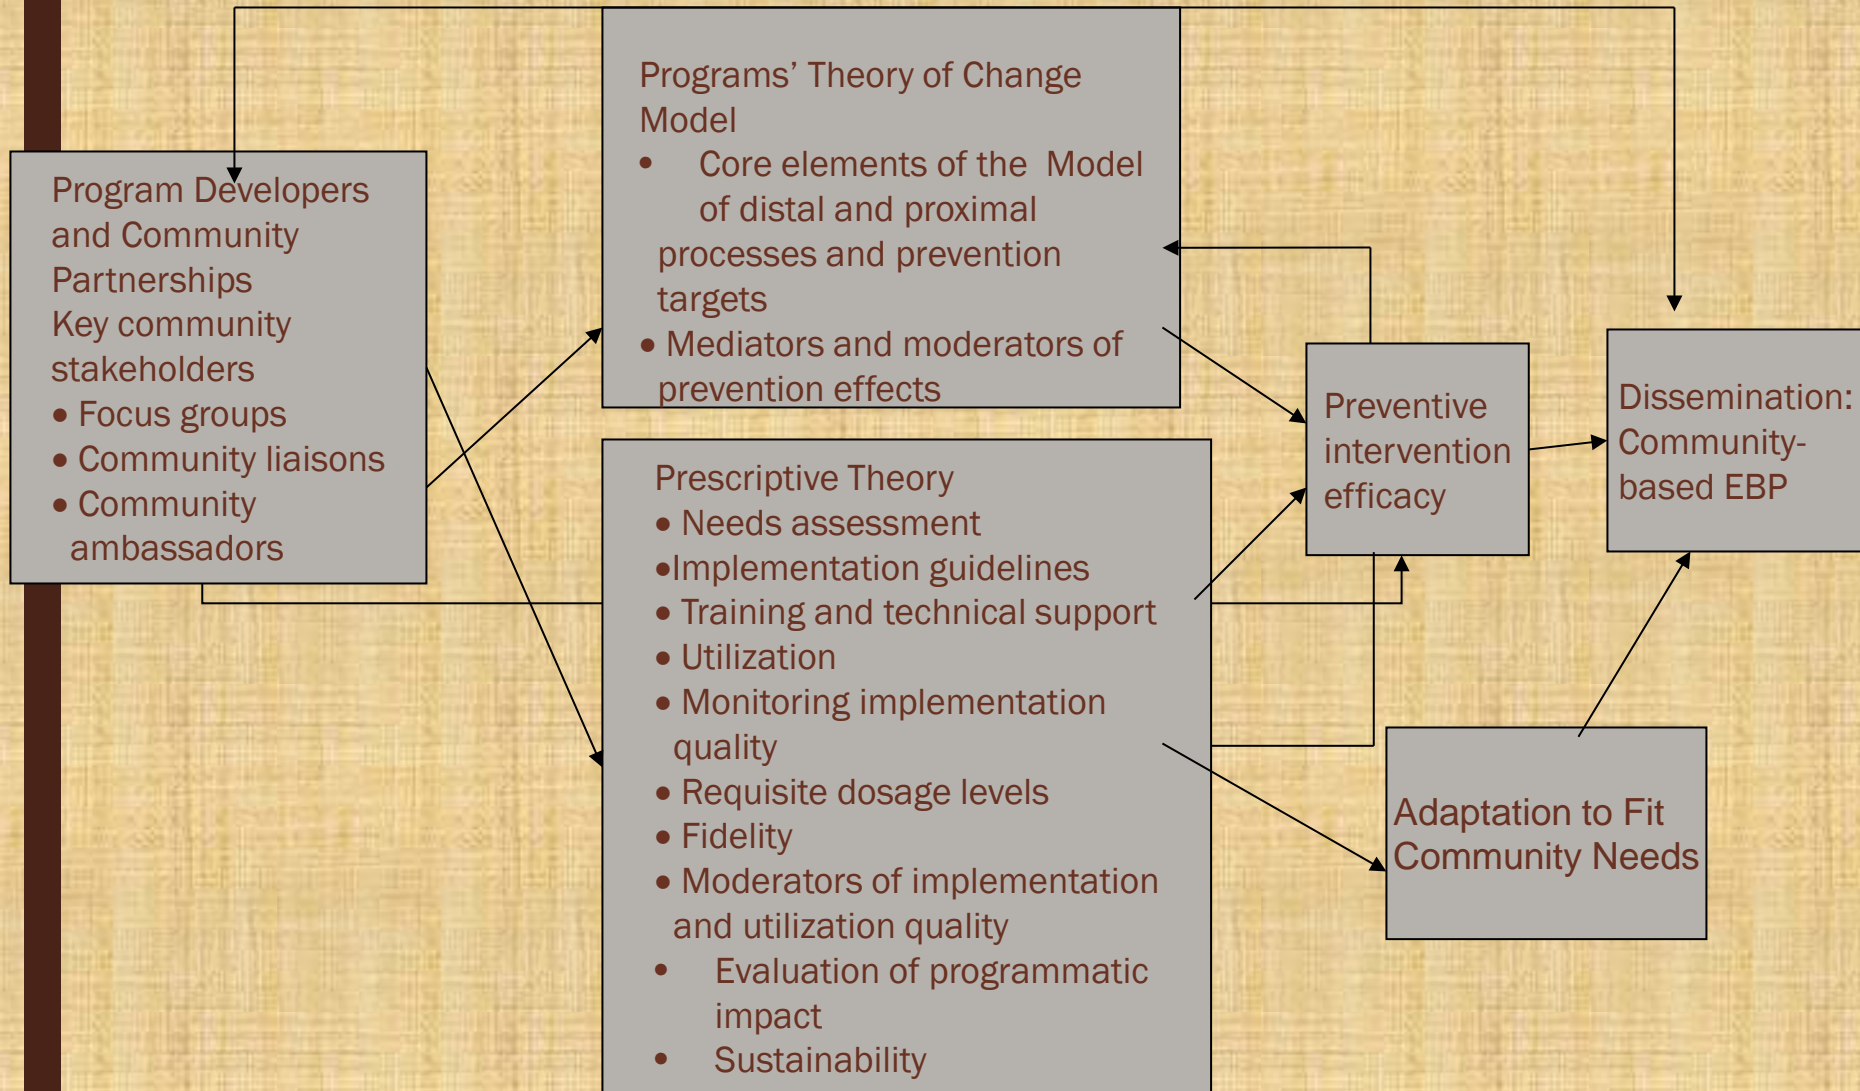 Program Developers
and Community
Partnerships
Key community
stakeholders
• Focus groups
• Community liaisons
• Community
ambassadors
Programs’ Theory of Change
Model
• Core elements of the Model
of distal and proximal
processes and prevention
targets
• Mediators and moderators of
prevention effects
Prescriptive Theory
• Needs assessment
•Implementation guidelines
• Training and technical support
• Utilization
• Monitoring implementation
quality
• Requisite dosage levels
• Fidelity
• Moderators of implementation
and utilization quality
• Evaluation of programmatic
impact
• Sustainability
Preventive
intervention
efficacy
Dissemination:
Community-
based EBP
Adaptation to Fit
Community Needs